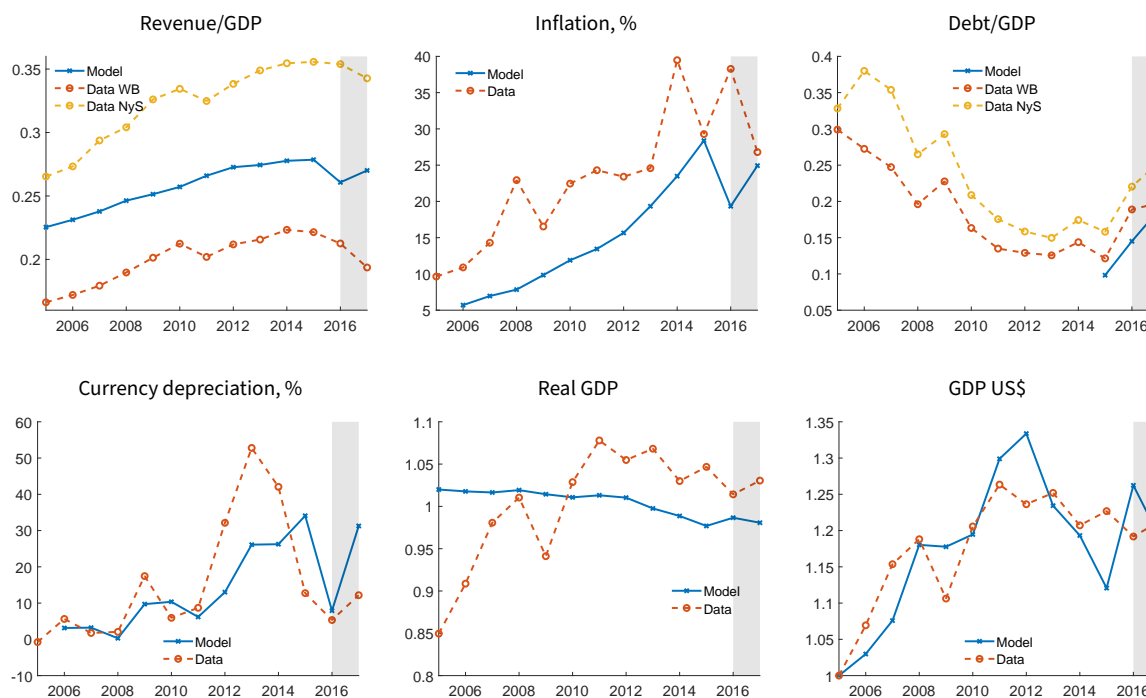 Revenue/GDP
0.35
0.3
0.25
0.2
Model
Data WB
Data NyS
2006 2008 2010 2012 2014 2016
Inflation, %
40
35
30
25
20
15
10
5
Model
Data
2006 2008 2010 2012 2014 2016
Debt/GDP
0.4
0.35
0.3
0.25
0.2
0.15
0.1
0.05
Model
Data WB
Data NyS
2006 2008 2010 2012 2014 2016
Currency depreciation, %
60
50
40
30
20
10
0
-10
Model
Data
2006 2008 2010 2012 2014 2016
Real GDP
1.1
1.05
1
0.95
0.9
0.85
0.8
Model
Data
2006 2008 2010 2012 2014 2016
GDP US$
1.35
1.3
1.25
1.2
1.15
1.1
1.05
1
Model
Data
2006 2008 2010 2012 2014 2016